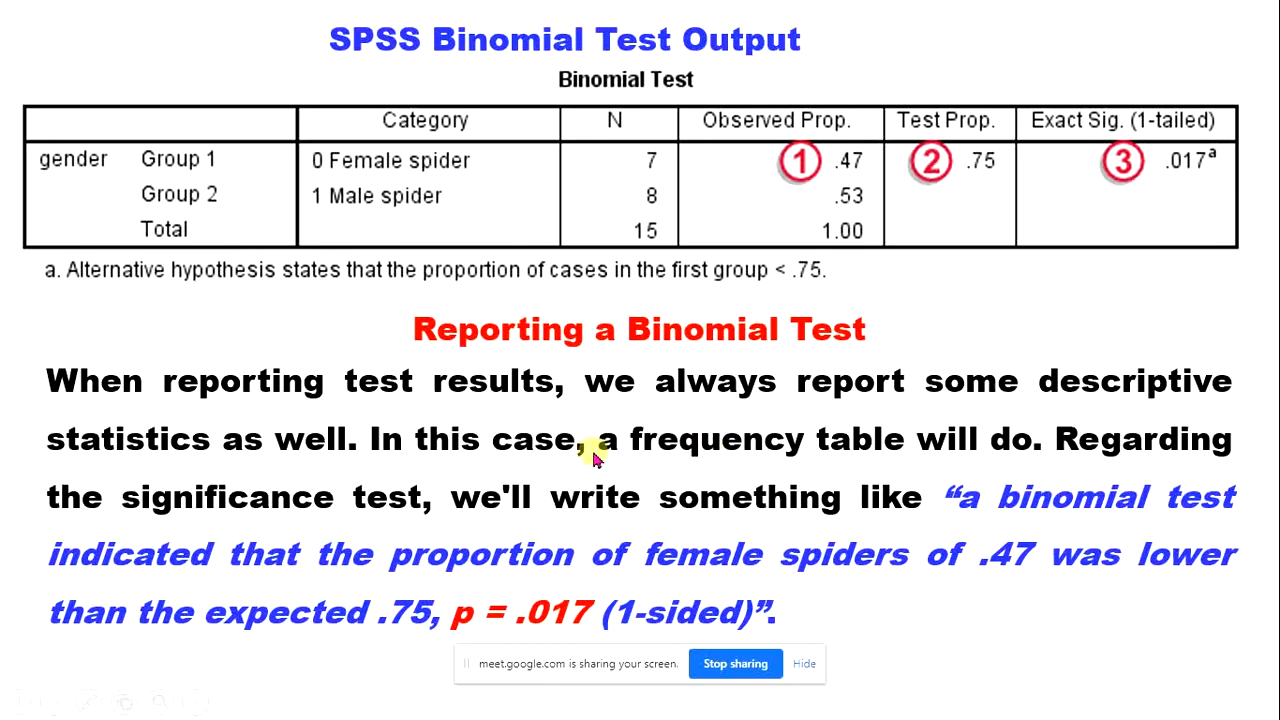 SPSS Binomial Test Output
Binomial Test
Category N Observed Prop. Test Prop. Exact Sig. (1-tailed)
gender Group 1 0 Female spider 7 1 .47 2 .75 3 .017a
Group 2 1 Male spider 8 .53
Total 15 1.00
a. Alternative hypothesis states that the proportion of cases in the first group < .75.
Reporting a Binomial Test
When reporting test results, we always report some descriptive
statistics as well. In this case, a frequency table will do. Regarding
the significance test, we'll write something like “a binomial test
indicated that the proportion of female spiders of .47 was lower
than the expected .75, p = .017 (1-sided)”.
meet.google.com is sharing your screen. Stop sharing Hide